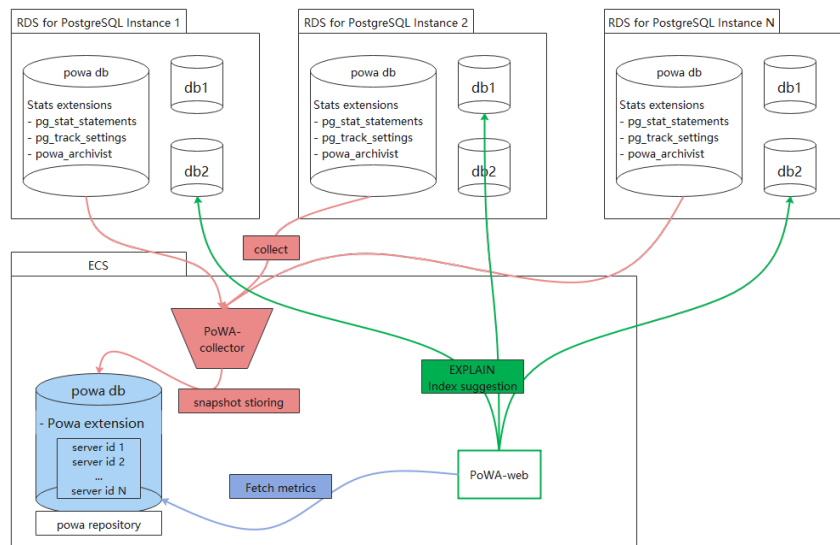 RDS for PostgreSQL Instance 1
powa db
Stats extensions
- pg_stat_statements
- pg_track_settings
- powa_archivist
db1
db2
RDS for PostgreSQL Instance 2
powa db
Stats extensions
- pg_stat_statements
- pg_track_settings
- powa_archivist
db1
db2
RDS for PostgreSQL Instance N
powa db
Stats extensions
- pg_stat_statements
- pg_track_settings
- powa_archivist
db1
db2
collect
ECS
PoWA-
collector
powa db
- Powa extension
server id 1
server id 2
...
server id N
powa repository
snapshot stioring
EXPLAIN
Index suggestion
Fetch metrics
PoWA-web